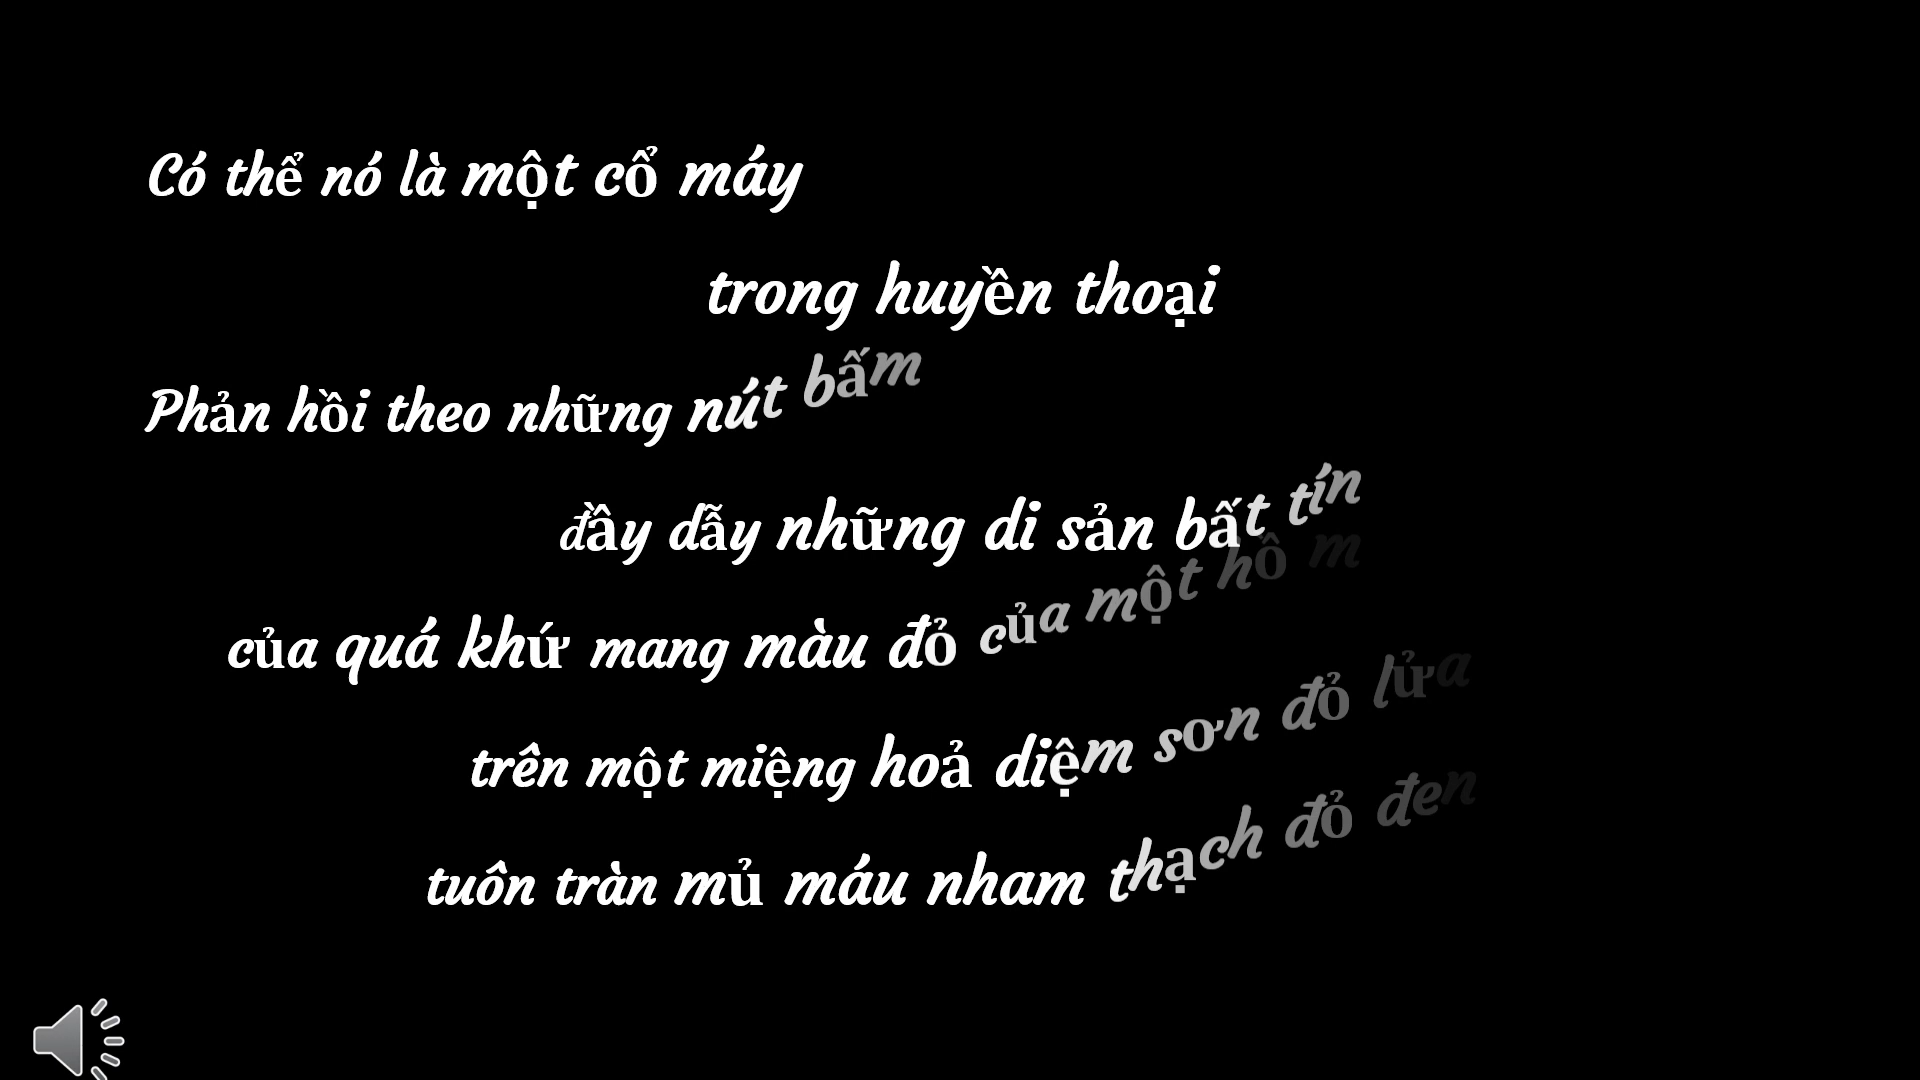 Có thể nó là một cổ máy
trong huyền thoại
Phản hồi theo những nút bấm
đầy dẫy những di sản bất tín
của quá khứ mang màu đỏ của một hô m
trên một miệng hoả diệm sơn đỏ lửa
tuôn tràn mủ máu nham thạch đỏ đen